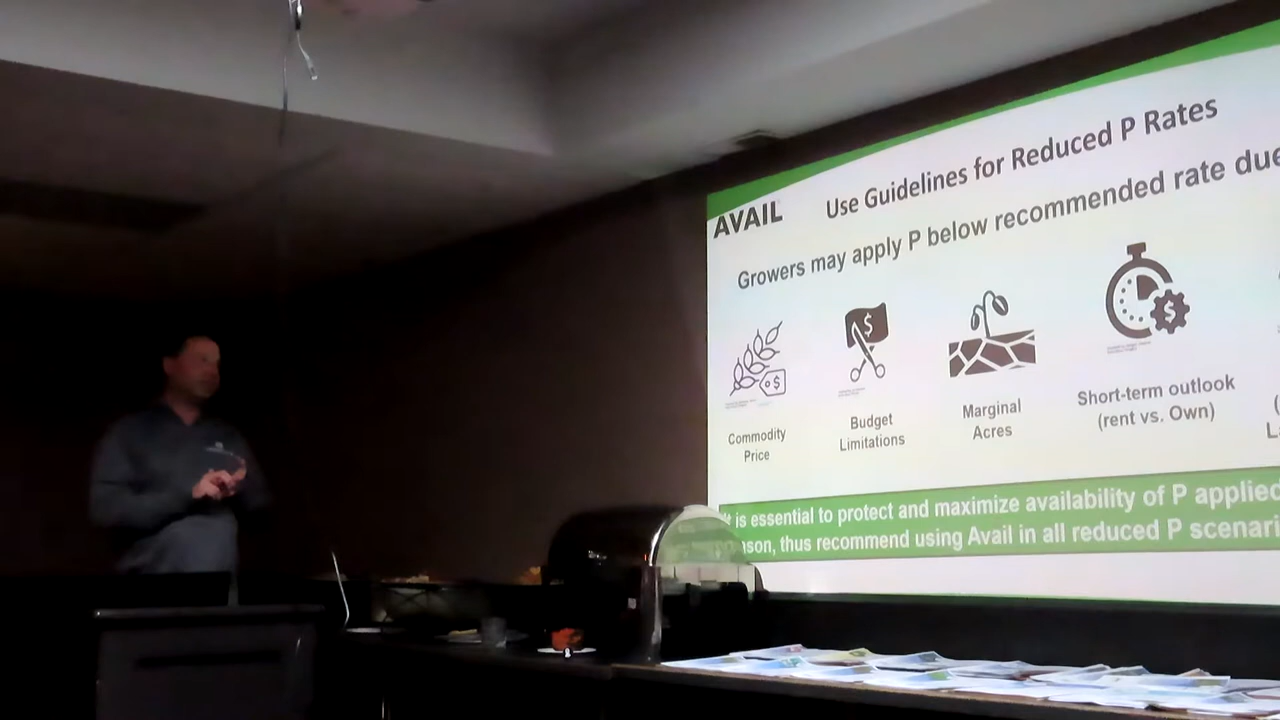 AVAIL
Use Guidelines for Reduced P Rates
Growers may apply P below recommended rate due
Commodity
Price
Budget
Limitations
Marginal
Acres
Short-term outlook
(rent vs. Own)
is essential to protect and maximize availability of P applied
thus recommend using Avail in all reduced P